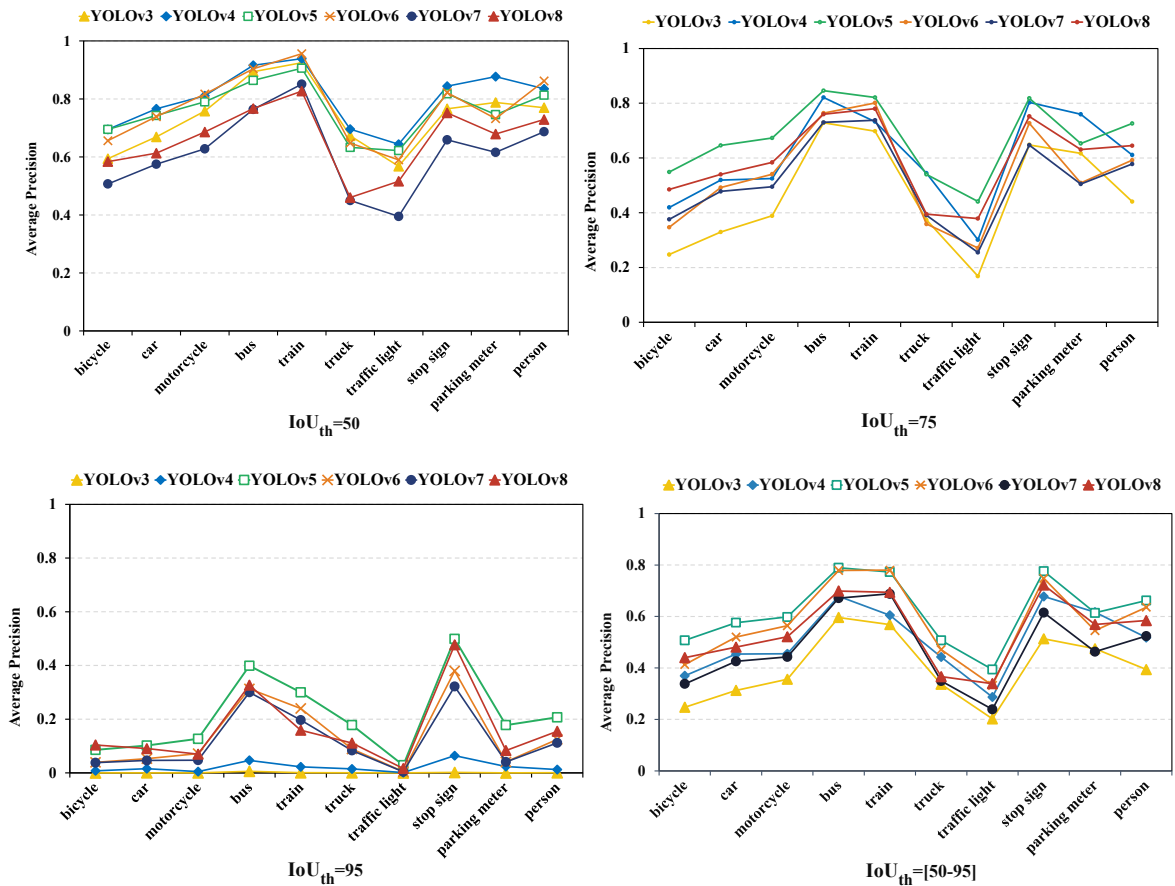 YOLOv3 YOLOv4 YOLOv5 YOLOv6 YOLOv7 YOLOv8
1
0.8
0.6
0.4
0.2
0
Average Precision
bicycle
car
motorcycle
bus
train
truck
traffic light
stop sign
parking meter
person
IoU_th=50
YOLOv3 YOLOv4 YOLOv5 YOLOv6 YOLOv7 YOLOv8
1
0.8
0.6
0.4
0.2
0
Average Precision
bicycle
car
motorcycle
bus
train
truck
traffic light
stop sign
parking meter
person
IoU_th=75
YOLOv3 YOLOv4 YOLOv5 YOLOv6 YOLOv7 YOLOv8
1
0.8
0.6
0.4
0.2
0
Average Precision
bicycle
car
motorcycle
bus
train
truck
traffic light
stop sign
parking meter
person
IoU_th=95
YOLOv3 YOLOv4 YOLOv5 YOLOv6 YOLOv7 YOLOv8
1
0.8
0.6
0.4
0.2
0
Average Precision
bicycle
car
motorcycle
bus
train
truck
traffic light
stop sign
parking meter
person
IoU_th=[50-95]